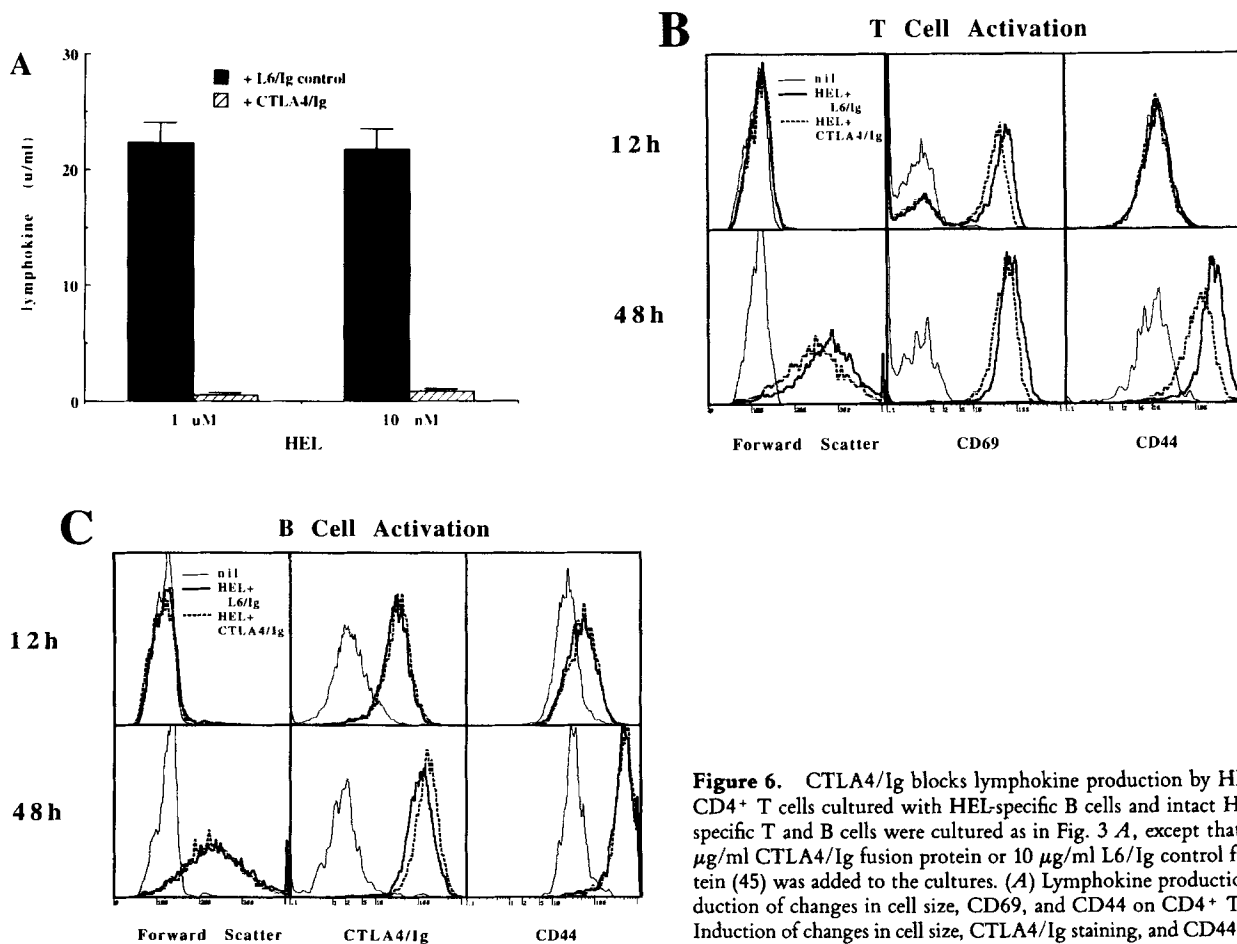 A
30
20
10
0
lymphokine (u/ml)
+ L6/Ig control
+ CTLA4/Ig
1 uM
10 nM
HEL
B
T Cell Activation
nil
HEL+
L6/Ig
HEL+
CTLA4/Ig
12h
48h
Forward Scatter
CD69
CD44
C
B Cell Activation
nil
HEL+
L6/Ig
HEL+
CTLA4/Ig
12h
48h
Forward Scatter
CTLA4/Ig
CD44
Figure 6. CTLA4/Ig blocks lymphokine production by HE
CD4+ T cells cultured with HEL-specific B cells and intact H
specific T and B cells were cultured as in Fig. 3 A, except that
μg/ml CTLA4/Ig fusion protein or 10 μg/ml L6/Ig control f
tein (45) was added to the cultures. (A) Lymphokine productio
duction of changes in cell size, CD69, and CD44 on CD4+ T
Induction of changes in cell size, CTLA4/Ig staining, and CD44